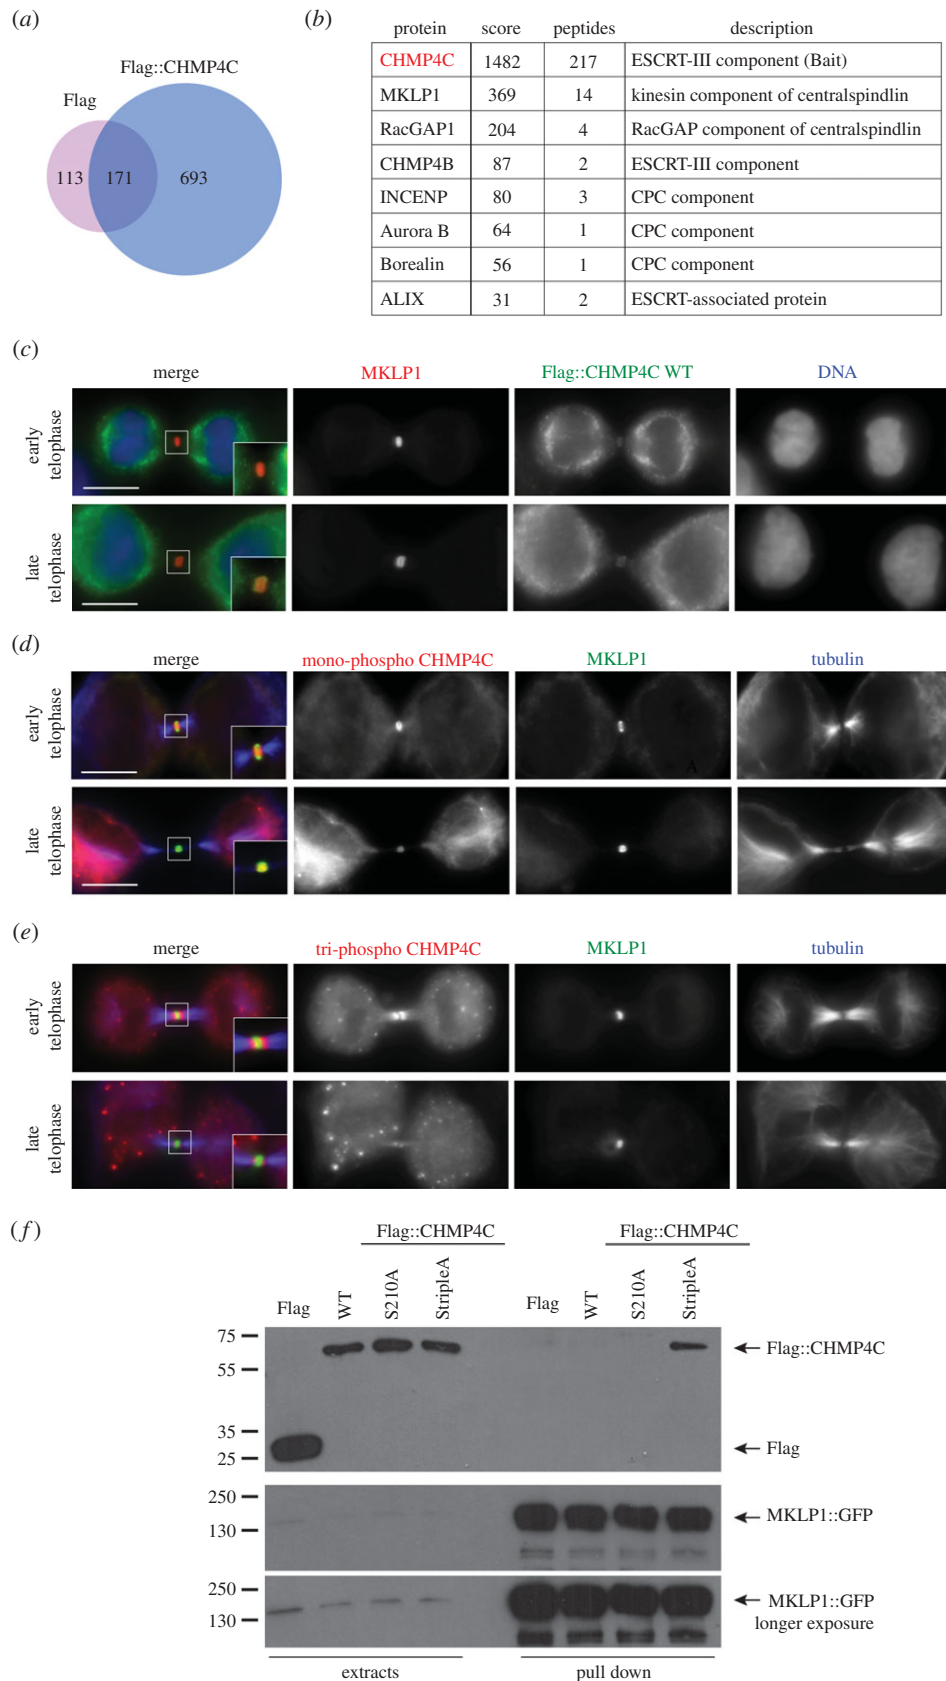 (a)
Flag::CHMP4C
Flag
113 171 693
(b)
protein score peptides description
CHMP4C 1482 217 ESCRT-III component (Bait)
MKLP1 369 14 kinesin component of centralspindlin
RacGAP1 204 4 RacGAP component of centralspindlin
CHMP4B 87 2 ESCRT-III component
INCENP 80 3 CPC component
Aurora B 64 1 CPC component
Borealin 56 1 CPC component
ALIX 31 2 ESCRT-associated protein
(c)
merge MKLP1 Flag::CHMP4C WT DNA
early telophase
late telophase
(d)
merge mono-phospho CHMP4C MKLP1 tubulin
early telophase
A
late telophase
(e)
merge tri-phospho CHMP4C MKLP1 tubulin
early telophase
late telophase
(f)
Flag::CHMP4C Flag::CHMP4C
Flag WT S210A StripleA Flag WT S210A StripleA
75
55
35
25
Flag::CHMP4C
Flag
250
130
MKLP1::GFP
250
130
MKLP1::GFP
longer exposure
extracts pull down